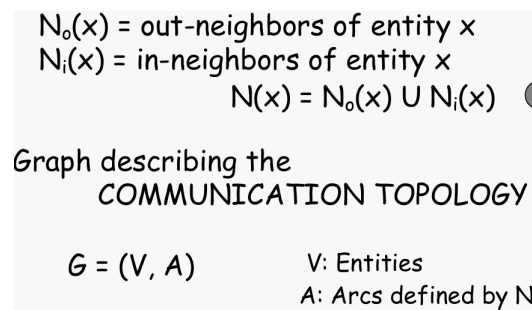 Nₒ(x) = out-neighbors of entity x
Nᵢ(x) = in-neighbors of entity x
N(x) = Nₒ(x) U Nᵢ(x)
Graph describing the
COMMUNICATION TOPOLOGY
G = (V, A)
V: Entities
A: Arcs defined by N